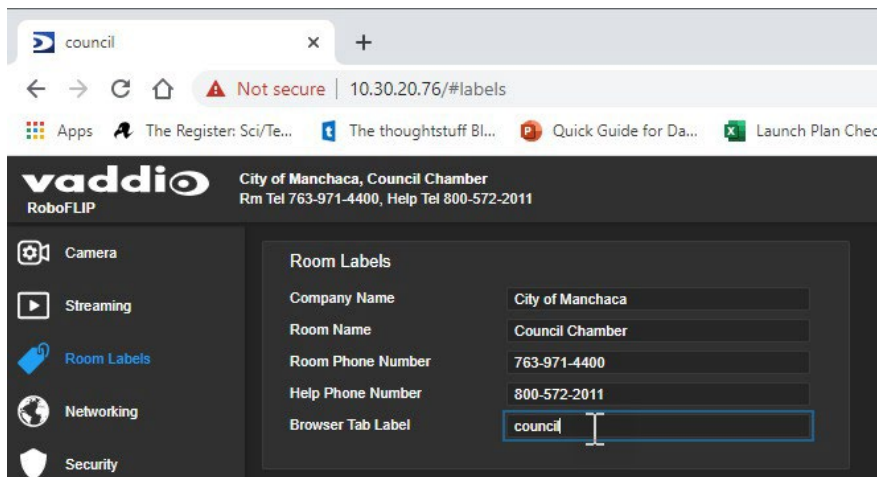 council
Not secure | 10.30.20.76/#labels
Apps The Register: Sci/Te... The thoughtstuff Bl... Quick Guide for Da... Launch Plan Chec
vaddio
RoboFLIP
City of Manchaca, Council Chamber
Rm Tel 763-971-4400, Help Tel 800-572-2011
Camera
Streaming
Room Labels
Networking
Security
Room Labels
Company Name City of Manchaca
Room Name Council Chamber
Room Phone Number 763-971-4400
Help Phone Number 800-572-2011
Browser Tab Label council